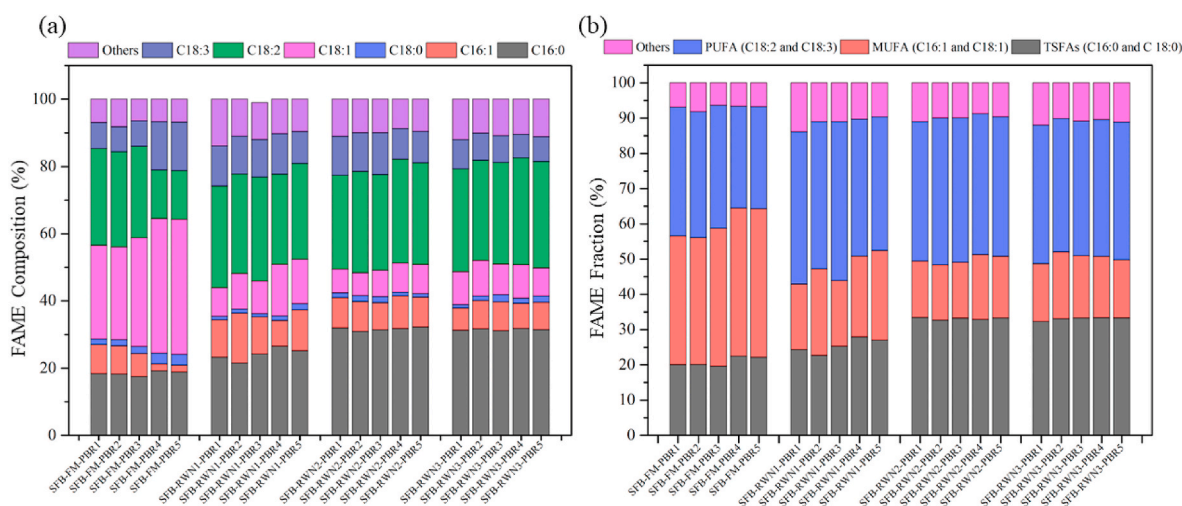 (a)
Others C18:3 C18:2 C18:1 C18:0 C16:1 C16:0
FAME Composition (%)
100
80
60
40
20
0
SFB-FM-PBR1
SFB-FM-PBR2
SFB-FM-PBR3
SFB-FM-PBR4
SFB-FM-PBR5
SFB-RWN1-PBR1
SFB-RWN1-PBR2
SFB-RWN1-PBR3
SFB-RWN1-PBR4
SFB-RWN1-PBR5
SFB-RWN2-PBR1
SFB-RWN2-PBR2
SFB-RWN2-PBR3
SFB-RWN2-PBR4
SFB-RWN2-PBR5
SFB-RWN3-PBR1
SFB-RWN3-PBR2
SFB-RWN3-PBR3
SFB-RWN3-PBR4
SFB-RWN3-PBR5
(b)
Others PUFA (C18:2 and C18:3) MUFA (C16:1 and C18:1) TSFAs (C16:0 and C 18:0)
FAME Fraction (%)
100
90
80
70
60
50
40
30
20
10
0
SFB-FM-PBR1
SFB-FM-PBR2
SFB-FM-PBR3
SFB-FM-PBR4
SFB-FM-PBR5
SFB-RWN1-PBR1
SFB-RWN1-PBR2
SFB-RWN1-PBR3
SFB-RWN1-PBR4
SFB-RWN1-PBR5
SFB-RWN2-PBR1
SFB-RWN2-PBR2
SFB-RWN2-PBR3
SFB-RWN2-PBR4
SFB-RWN2-PBR5
SFB-RWN3-PBR1
SFB-RWN3-PBR2
SFB-RWN3-PBR3
SFB-RWN3-PBR4
SFB-RWN3-PBR5